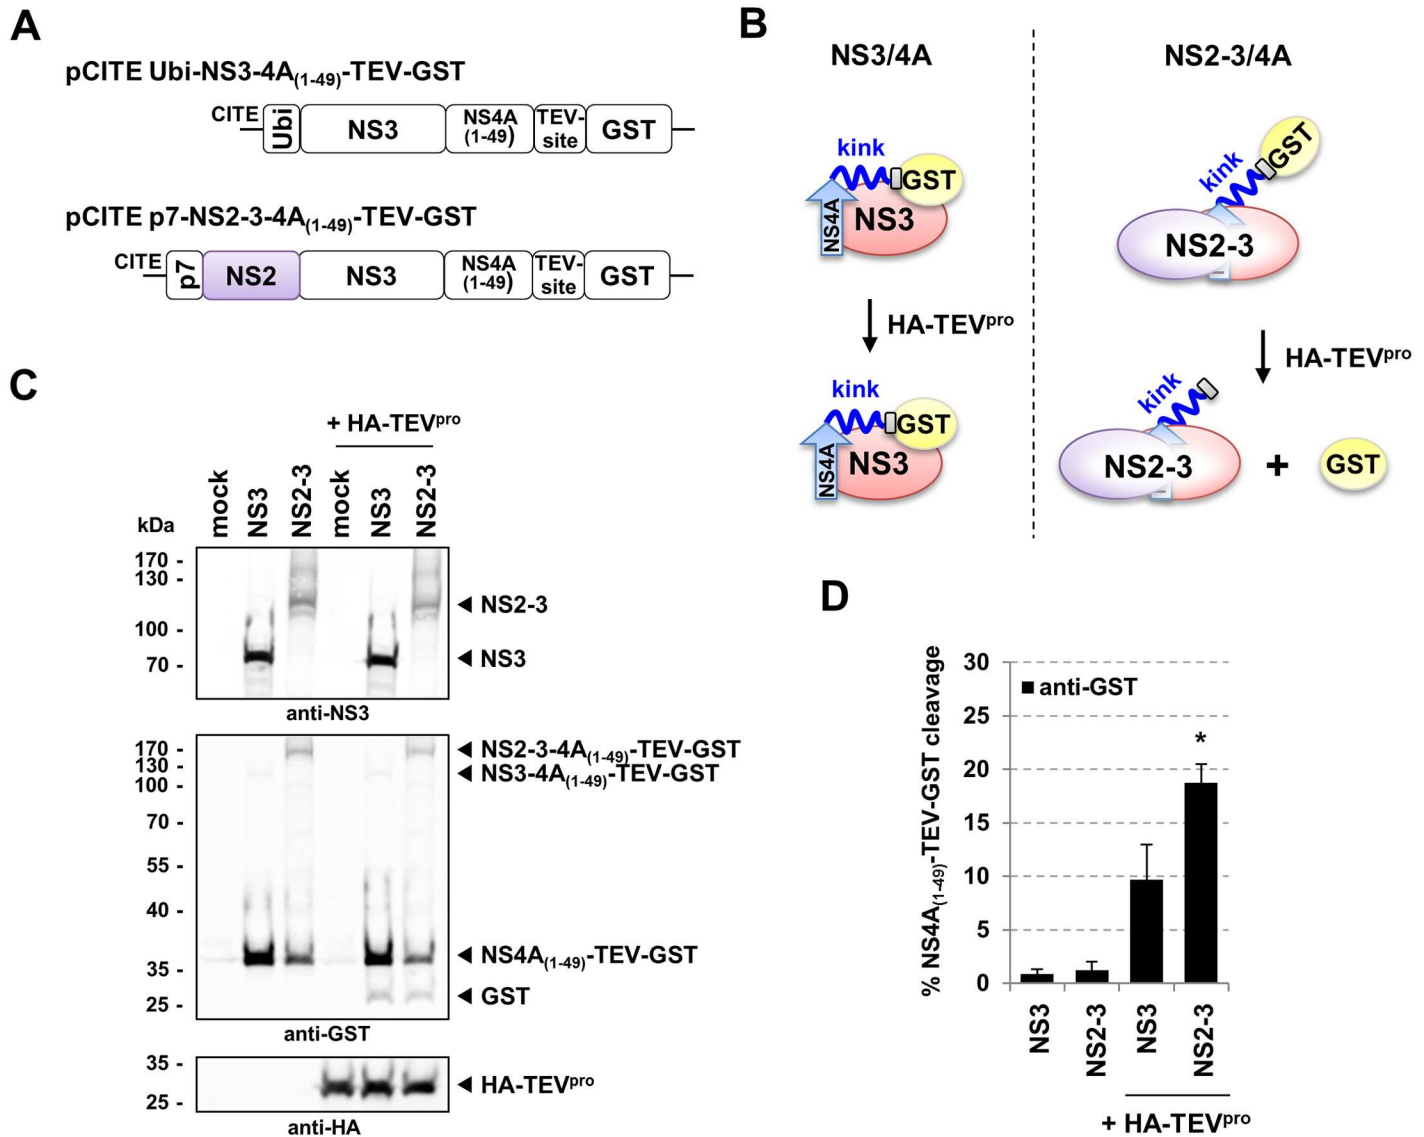 A
pCITE Ubi-NS3-4A(1-49)-TEV-GST
CITE Ubi NS3 NS4A (1-49) TEV-site GST
pCITE p7-NS2-3-4A(1-49)-TEV-GST
CITE p7 NS2 NS3 NS4A (1-49) TEV-site GST
B
NS3/4A
NS2-3/4A
kink
GST
NS4A
NS3
kink
GST
NS2-3
HA-TEVpro
HA-TEVpro
kink
GST
NS4A
NS3
kink
NS2-3
+
GST
C
+ HA-TEVpro
kDa
mock
NS3
NS2-3
mock
NS3
NS2-3
170 -
130 -
100 -
70 -
NS2-3
NS3
anti-NS3
170 -
130 -
100 -
70 -
55 -
40 -
35 -
25 -
NS2-3-4A(1-49)-TEV-GST
NS3-4A(1-49)-TEV-GST
NS4A(1-49)-TEV-GST
GST
anti-GST
35 -
25 -
HA-TEVpro
anti-HA
D
% NS4A(1-49)-TEV-GST cleavage
30
25
20
15
10
5
0
anti-GST
*
NS3
NS2-3
NS3
NS2-3
+ HA-TEVpro